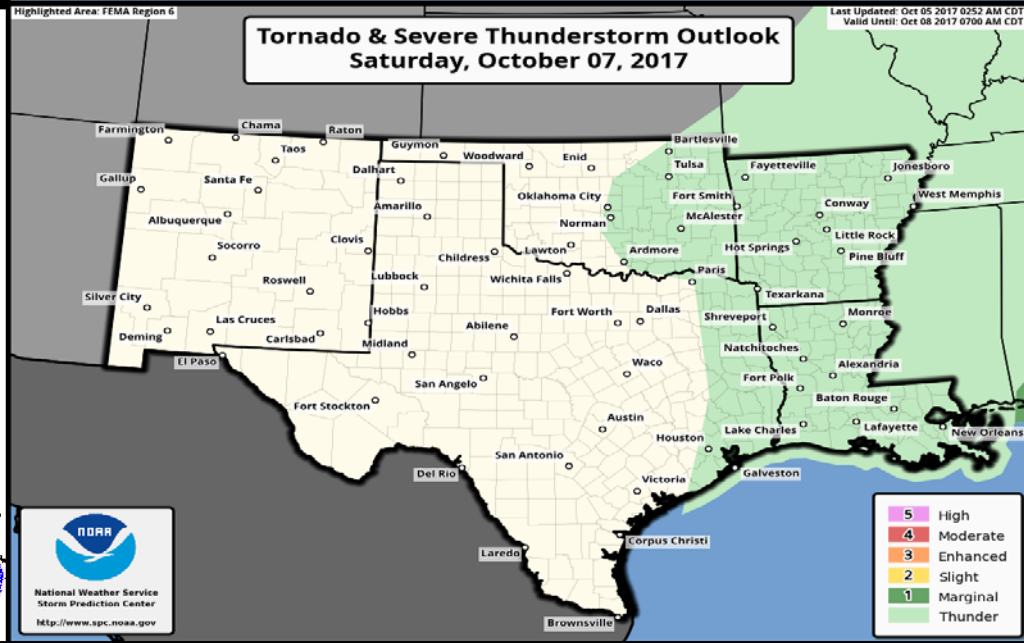 Highlighted Area: FEMA Region 6
Tornado & Severe Thunderstorm Outlook
Saturday, October 07, 2017
Last Updated: Oct 05 2017 0252 AM CDT
Valid Until: Oct 08 2017 0700 AM CDT
Farmington
Chama
Raton
Taos
Guymon
Woodward
Enid
Bartlesville
Tulsa
Fayetteville
Jonesboro
Gallup
Santa Fe
Dalhart
Oklahoma City
Fort Smith
West Memphis
Albuquerque
Amarillo
Norman
McAlester
Conway
Socorro
Clovis
Childress
Lawton
Ardmore
Hot Springs
Little Rock
Pine Bluff
Roswell
Lubbock
Wichita Falls
Paris
Texarkana
Silver City
Las Cruces
Hobbs
Fort Worth
Dallas
Shreveport
Monroe
Deming
Carlsbad
Midland
Abilene
Natchitoches
El Paso
San Angelo
Waco
Fort Polk
Alexandria
Fort Stockton
Austin
Baton Rouge
Houston
Lake Charles
Lafayette
New Orleans
Del Rio
San Antonio
Victoria
Galveston
Laredo
Corpus Christi
Brownsville
NOAA
National Weather Service
Storm Prediction Center
http://www.spc.noaa.gov
5 High
4 Moderate
3 Enhanced
2 Slight
1 Marginal
Thunder